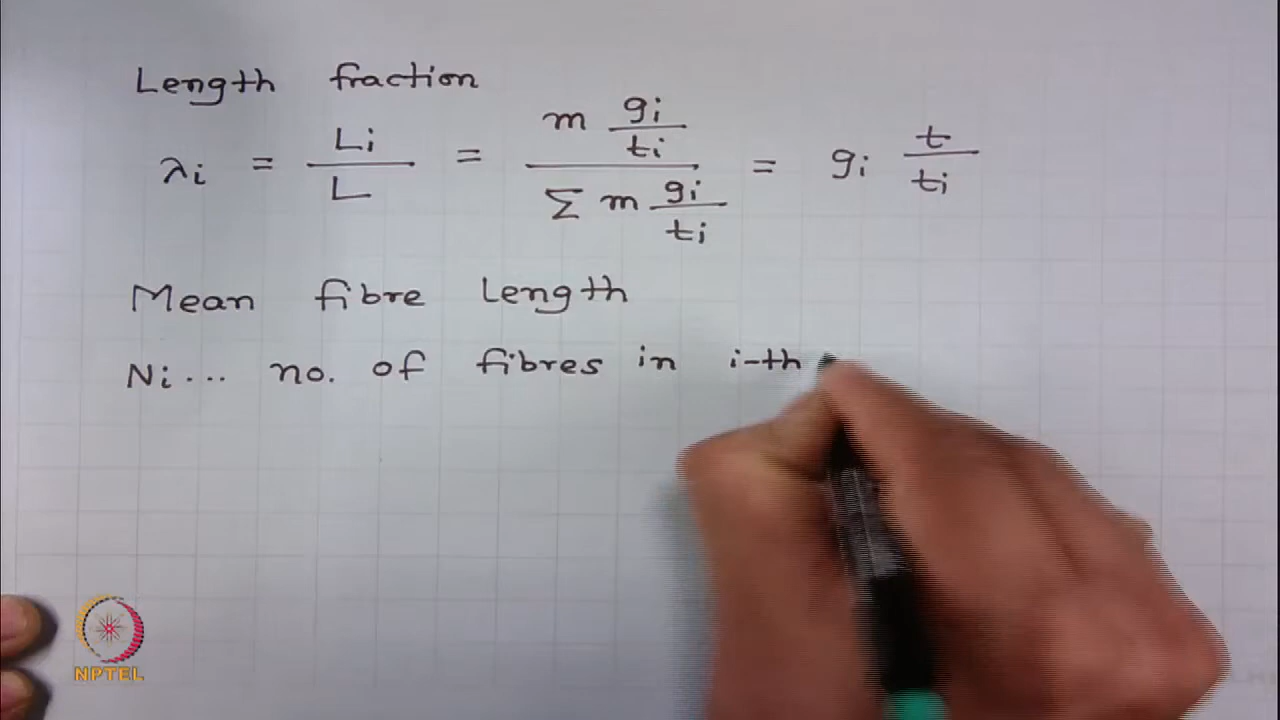 Length fraction
λi = Li / L = m gi/ti / Σ m gi/ti = gi t/ti
Mean fibre length
Ni... no. of fibres in i-th
NPTEL